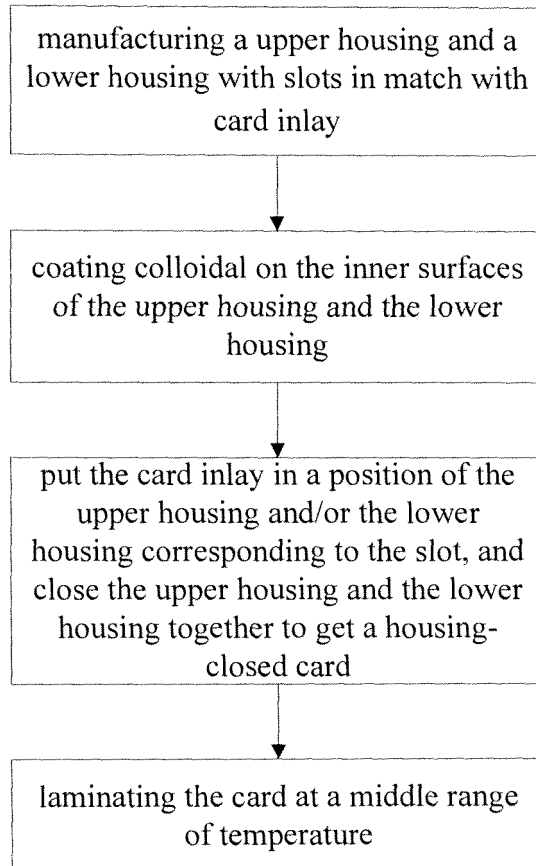 manufacturing a upper housing and a
lower housing with slots in match with
card inlay
coating colloidal on the inner surfaces
of the upper housing and the lower
housing
put the card inlay in a position of the
upper housing and/or the lower
housing corresponding to the slot, and
close the upper housing and the lower
housing together to get a housing-
closed card
laminating the card at a middle range
of temperature